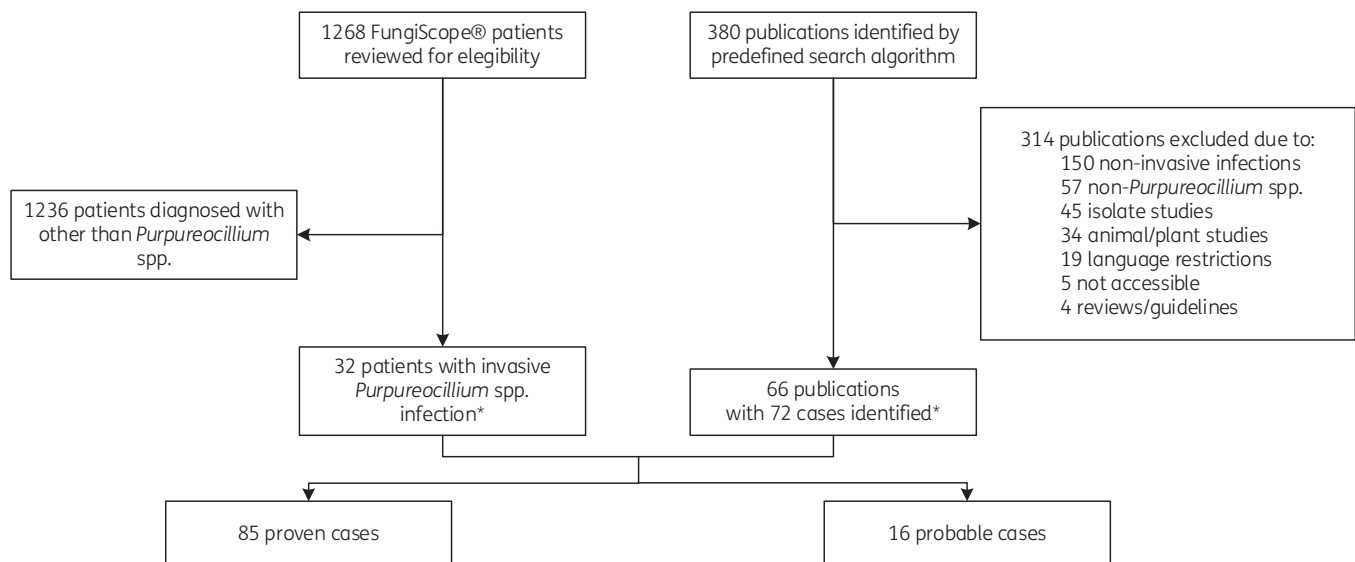 1268 FungiScope® patients
reviewed for elegibility
380 publications identified by
predefined search algorithm
314 publications excluded due to:
150 non-invasive infections
57 non-Purpureocillium spp.
45 isolate studies
34 animal/plant studies
19 language restrictions
5 not accessible
4 reviews/guidelines
1236 patients diagnosed with
other than Purpureocillium
spp.
32 patients with invasive
Purpureocillium spp.
infection*
66 publications
with 72 cases identified*
85 proven cases
16 probable cases